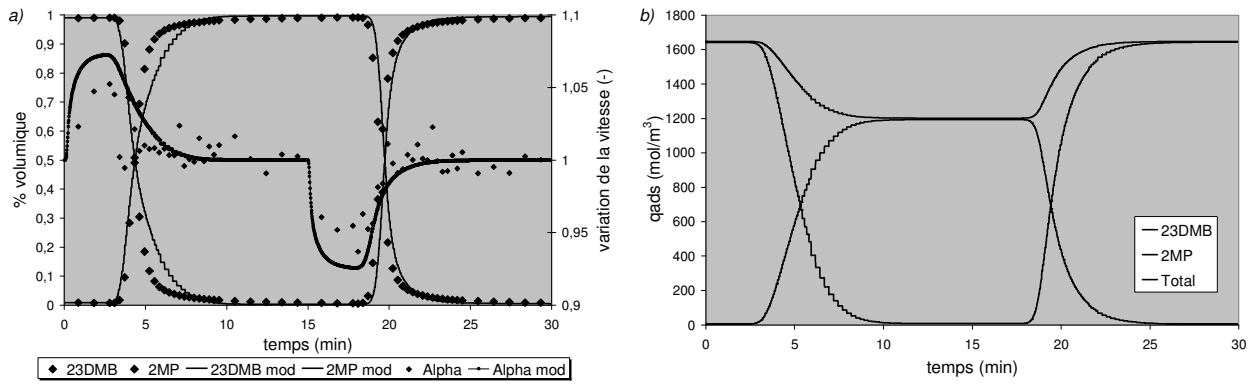 a)
1
0,9
0,8
0,7
0,6
0,5
0,4
0,3
0,2
0,1
0
% volumique
1,1
1,05
1
0,95
0,9
variation de la vitesse (-)
0 5 10 15 20 25 30
temps (min)
23DMB 2MP 23DMB mod 2MP mod Alpha Alpha mod
b)
1800
1600
1400
1200
1000
800
600
400
200
0
qads (mol/m³)
23DMB
2MP
Total
0 5 10 15 20 25 30
temps (min)